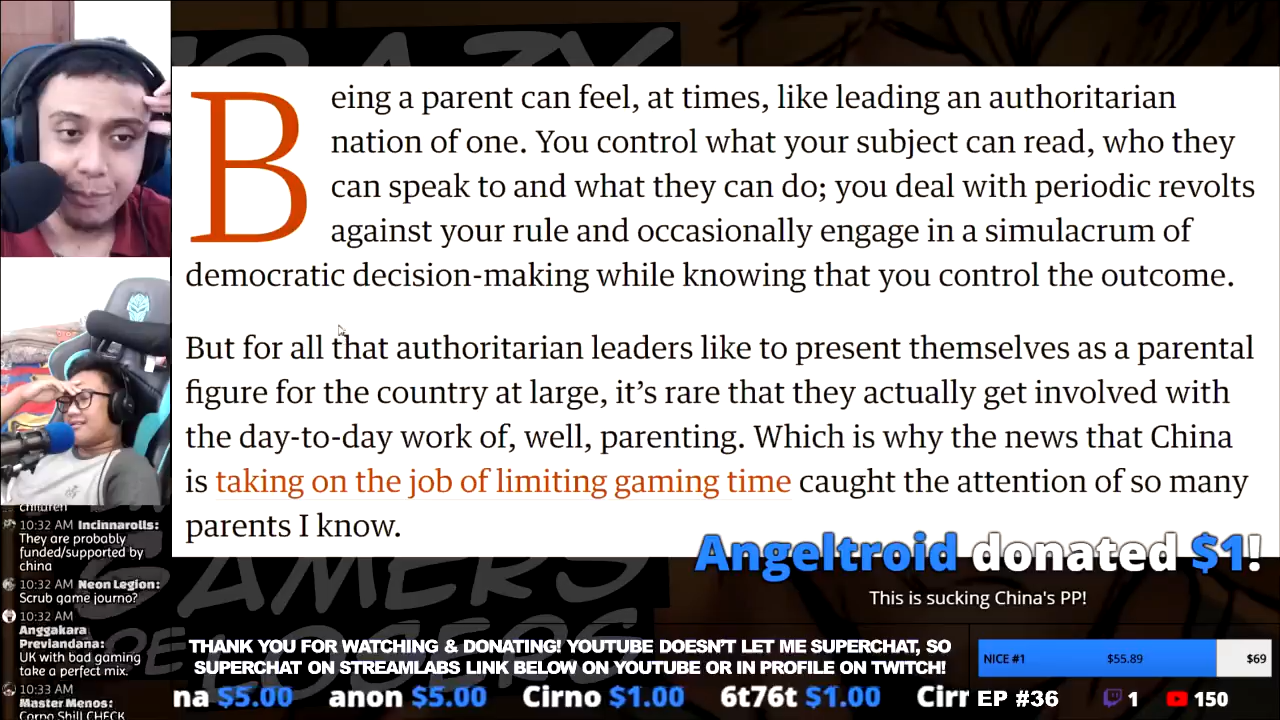 CRAZY
Being a parent can feel, at times, like leading an authoritarian
nation of one. You control what your subject can read, who they
can speak to and what they can do; you deal with periodic revolts
against your rule and occasionally engage in a simulacrum of
democratic decision-making while knowing that you control the outcome.
But for all that authoritarian leaders like to present themselves as a parental
figure for the country at large, it’s rare that they actually get involved with
the day-to-day work of, well, parenting. Which is why the news that China
is taking on the job of limiting gaming time caught the attention of so many
parents I know.
GAMERS
LOSERS
children
10:32 AM Incinnarolls:
They are probably
funded/supported by
china
10:32 AM Neon Legion:
Scrub game journo?
10:32 AM
Anggakara
Previandana:
UK with bad gaming
take a perfect mix.
10:33 AM
Master Menos:
Corpo Shill CHECK
Angeltroid donated $1!
This is sucking China's PP!
THANK YOU FOR WATCHING & DONATING! YOUTUBE DOESN'T LET ME SUPERCHAT, SO
SUPERCHAT ON STREAMLABS LINK BELOW ON YOUTUBE OR IN PROFILE ON TWITCH!
NICE #1 $55.89 $69
na $5.00 anon $5.00 Cirno $1.00 6t76t $1.00 Cirr EP #36 1 150